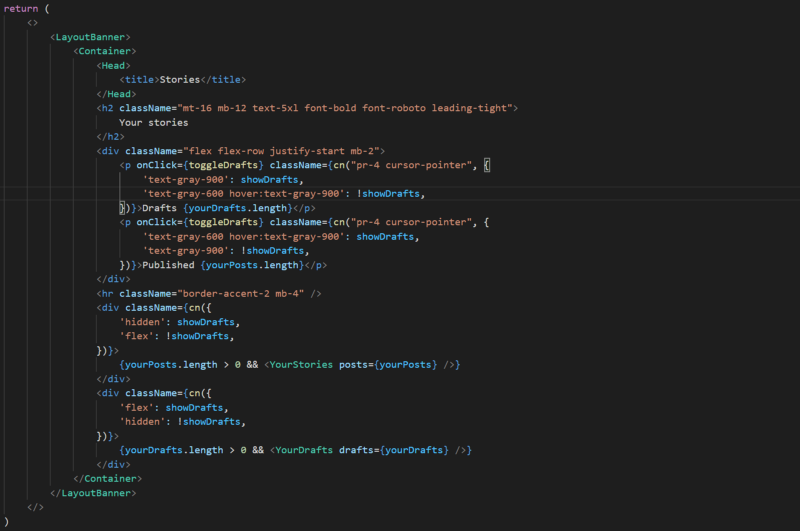 return (
<>
<LayoutBanner>
<Container>
<Head>
<title>Stories</title>
</Head>
<h2 className="mt-16 mb-12 text-5xl font-bold font-roboto leading-tight">
Your stories
</h2>
<div className="flex flex-row justify-start mb-2">
<p onClick={toggleDrafts} className={cn("pr-4 cursor-pointer", {
'text-gray-900': showDrafts,
'text-gray-600 hover:text-gray-900': !showDrafts,
})}>Drafts {yourDrafts.length}</p>
<p onClick={toggleDrafts} className={cn("pr-4 cursor-pointer", {
'text-gray-600 hover:text-gray-900': showDrafts,
'text-gray-900': !showDrafts,
})}>Published {yourPosts.length}</p>
</div>
<hr className="border-accent-2 mb-4" />
<div className={cn({
'hidden': showDrafts,
'flex': !showDrafts,
})}>
{yourPosts.length > 0 && <YourStories posts={yourPosts} />}
</div>
<div className={cn({
'flex': showDrafts,
'hidden': !showDrafts,
})}>
{yourDrafts.length > 0 && <YourDrafts drafts={yourDrafts} />}
</div>
</Container>
</LayoutBanner>
</>
)